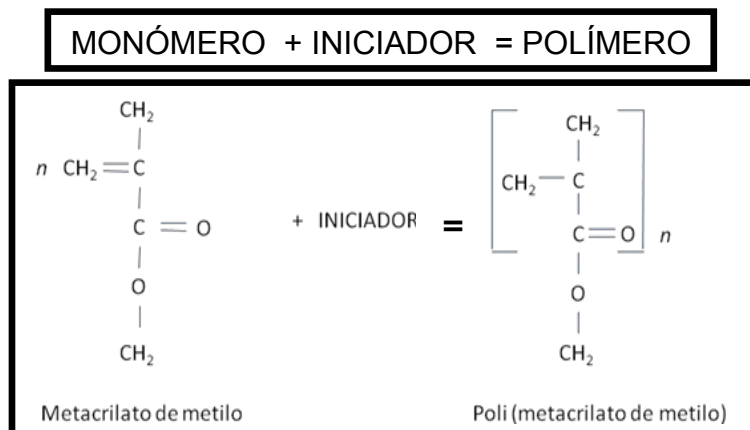 MONÓMERO + INICIADOR = POLÍMERO
CH₂
n CH₂=C
C=O
O
CH₂
+ INICIADOR =
CH₂
CH₂—C
C=O n
O
CH₂
Metacrilato de metilo
Poli (metacrilato de metilo)